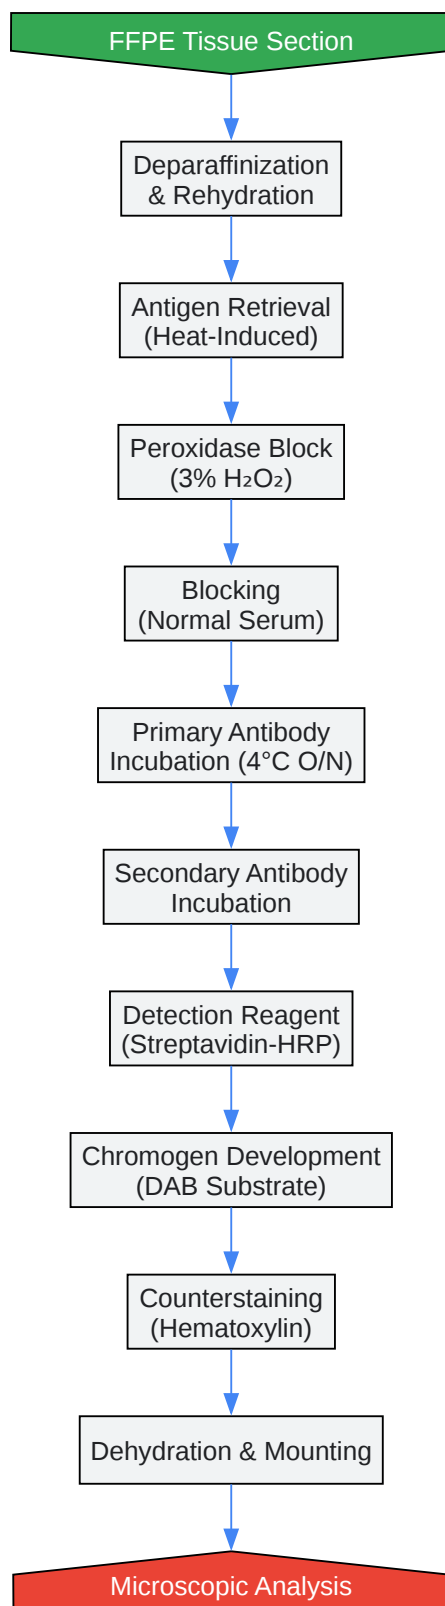 FFPE Tissue Section
Deparaffinization
& Rehydration
Antigen Retrieval
(Heat-Induced)
Peroxidase Block
(3% H₂O₂)
Blocking
(Normal Serum)
Primary Antibody
Incubation (4°C O/N)
Secondary Antibody
Incubation
Detection Reagent
(Streptavidin-HRP)
Chromogen Development
(DAB Substrate)
Counterstaining
(Hematoxylin)
Dehydration & Mounting
Microscopic Analysis